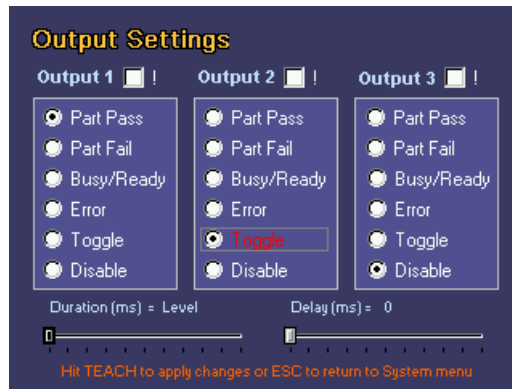 Output Settings
Output 1 ! Output 2 ! Output 3 !
Part Pass Part Pass Part Pass
Part Fail Part Fail Part Fail
Busy/Ready Busy/Ready Busy/Ready
Error Error Error
Toggle Toggle Toggle
Disable Disable Disable
Duration (ms) = Level Delay (ms) = 0
Hit TEACH to apply changes or ESC to return to System menu